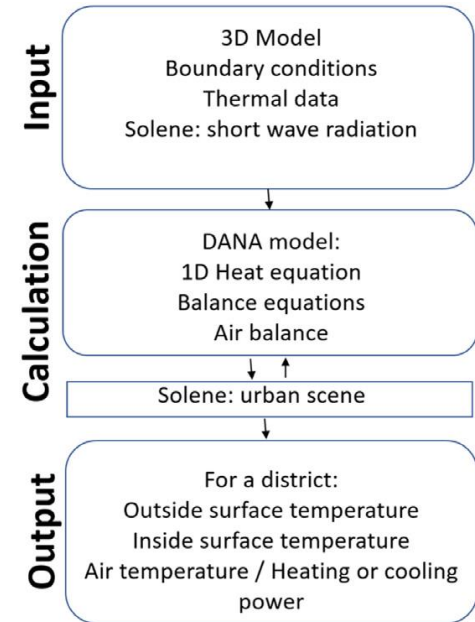 Input
3D Model
Boundary conditions
Thermal data
Solene: short wave radiation
Calculation
DANA model:
1D Heat equation
Balance equations
Air balance
Solene: urban scene
Output
For a district:
Outside surface temperature
Inside surface temperature
Air temperature / Heating or cooling
power